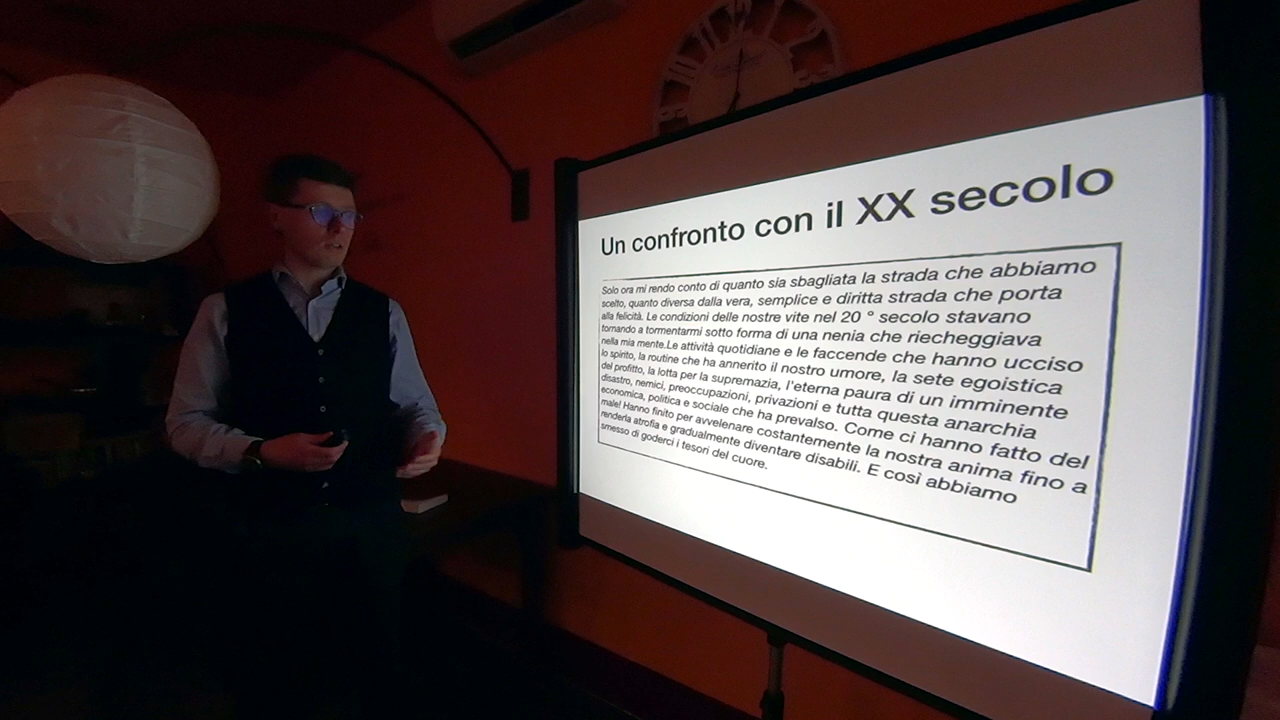 Un confronto con il XX secolo
Solo ora mi rendo conto di quanto sia sbagliata la strada che abbiamo
scelto, quanto diversa dalla vera, semplice e diritta strada che porta
alla felicità. Le condizioni delle nostre vite nel 20 ° secolo stavano
tornando a tormentarmi sotto forma di una nenia che riecheggiava
nella mia mente.Le attività quotidiane e le faccende che hanno ucciso
lo spirito, la routine che ha annerito il nostro umore, la sete egoistica
del profitto, la lotta per la supremazia, l'eterna paura di un imminente
disastro, nemici, preoccupazioni, privazioni e tutta questa anarchia
economica, politica e sociale che ha prevalso. Come ci hanno fatto del
male! Hanno finito per avvelenare costantemente la nostra anima fino a
renderla atrofia e gradualmente diventare disabili. E così abbiamo
smesso di goderci i tesori del cuore.